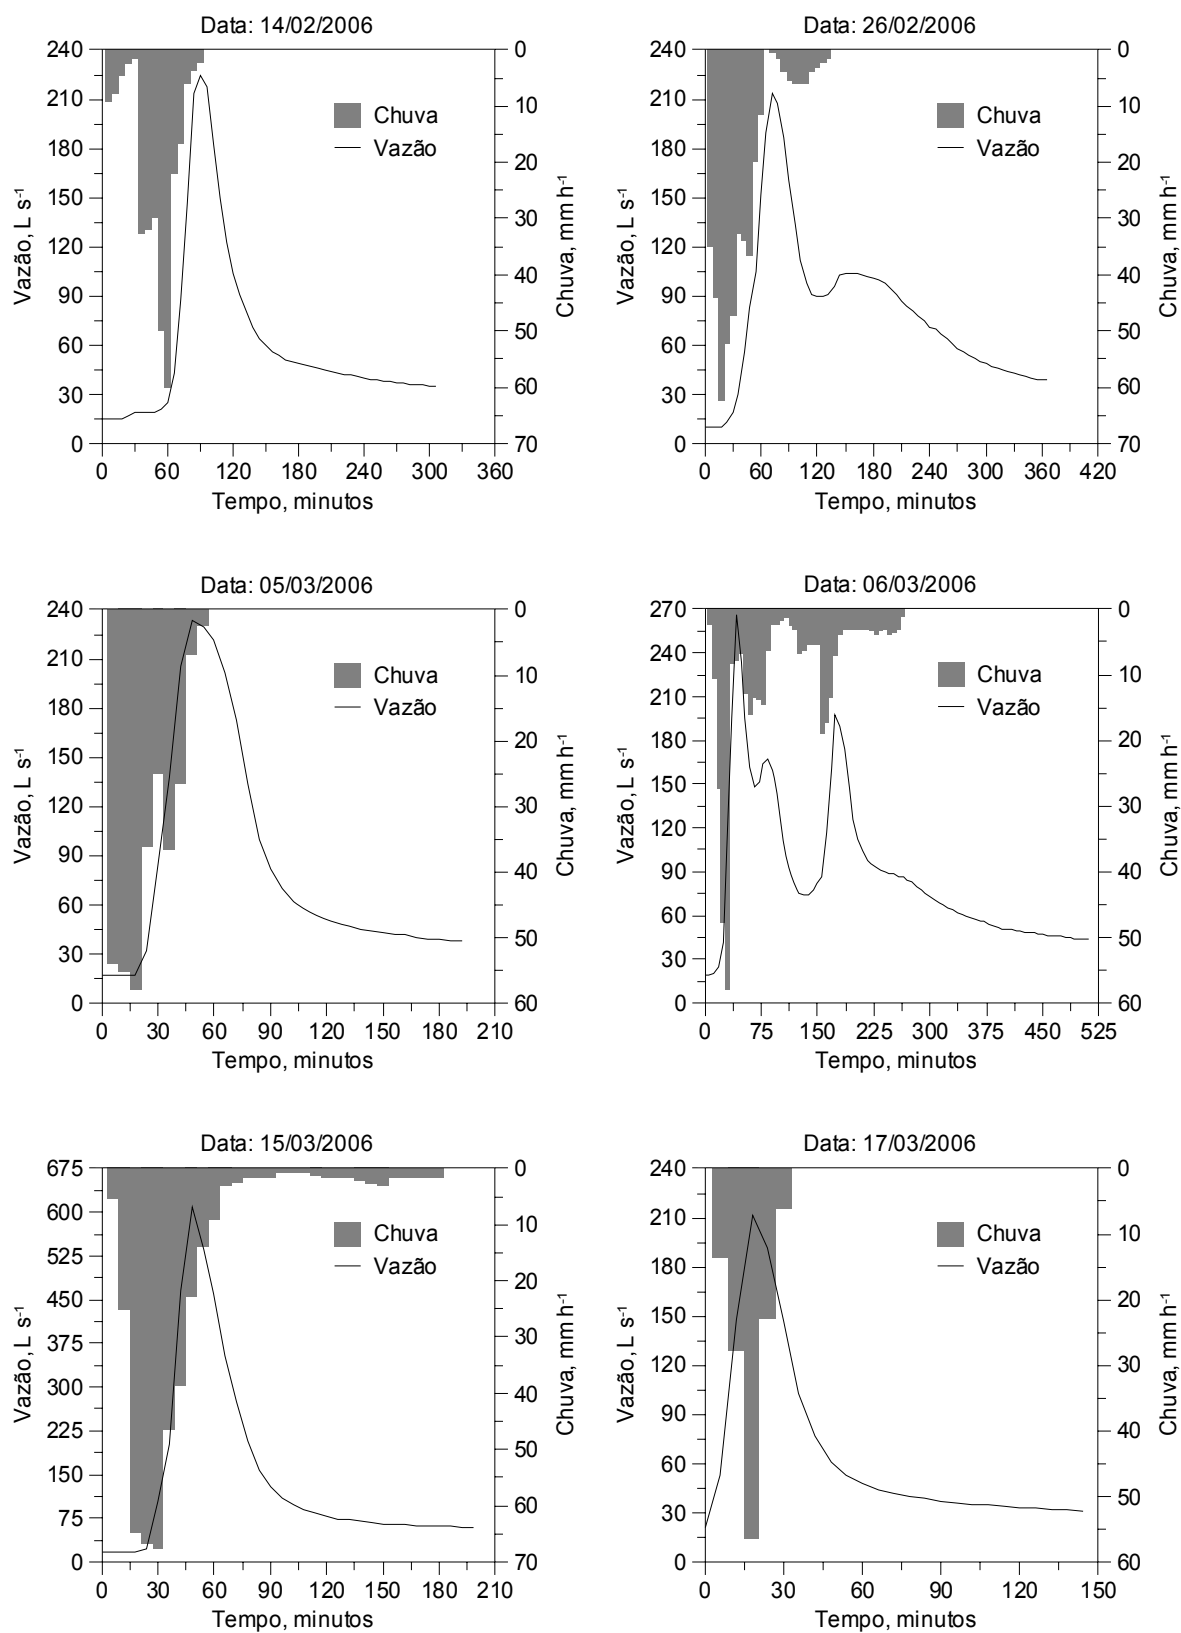 Data: 14/02/2006
240
210
180
150
120
90
60
30
0
Vazão, L s⁻¹
0
10
20
30
40
50
60
70
Chuva, mm h⁻¹
Chuva
Vazão
0 60 120 180 240 300 360
Tempo, minutos
Data: 26/02/2006
240
210
180
150
120
90
60
30
0
Vazão, L s⁻¹
0
10
20
30
40
50
60
70
Chuva, mm h⁻¹
Chuva
Vazão
0 60 120 180 240 300 360 420
Tempo, minutos
Data: 05/03/2006
240
210
180
150
120
90
60
30
0
Vazão, L s⁻¹
0
10
20
30
40
50
60
Chuva, mm h⁻¹
Chuva
Vazão
0 30 60 90 120 150 180 210
Tempo, minutos
Data: 06/03/2006
270
240
210
180
150
120
90
60
30
0
Vazão, L s⁻¹
0
10
20
30
40
50
60
Chuva, mm h⁻¹
Chuva
Vazão
0 75 150 225 300 375 450 525
Tempo, minutos
Data: 15/03/2006
675
600
525
450
375
300
225
150
75
0
Vazão, L s⁻¹
0
10
20
30
40
50
60
70
Chuva, mm h⁻¹
Chuva
Vazão
0 30 60 90 120 150 180 210
Tempo, minutos
Data: 17/03/2006
240
210
180
150
120
90
60
30
0
Vazão, L s⁻¹
0
10
20
30
40
50
60
Chuva, mm h⁻¹
Chuva
Vazão
0 30 60 90 120 150
Tempo, minutos